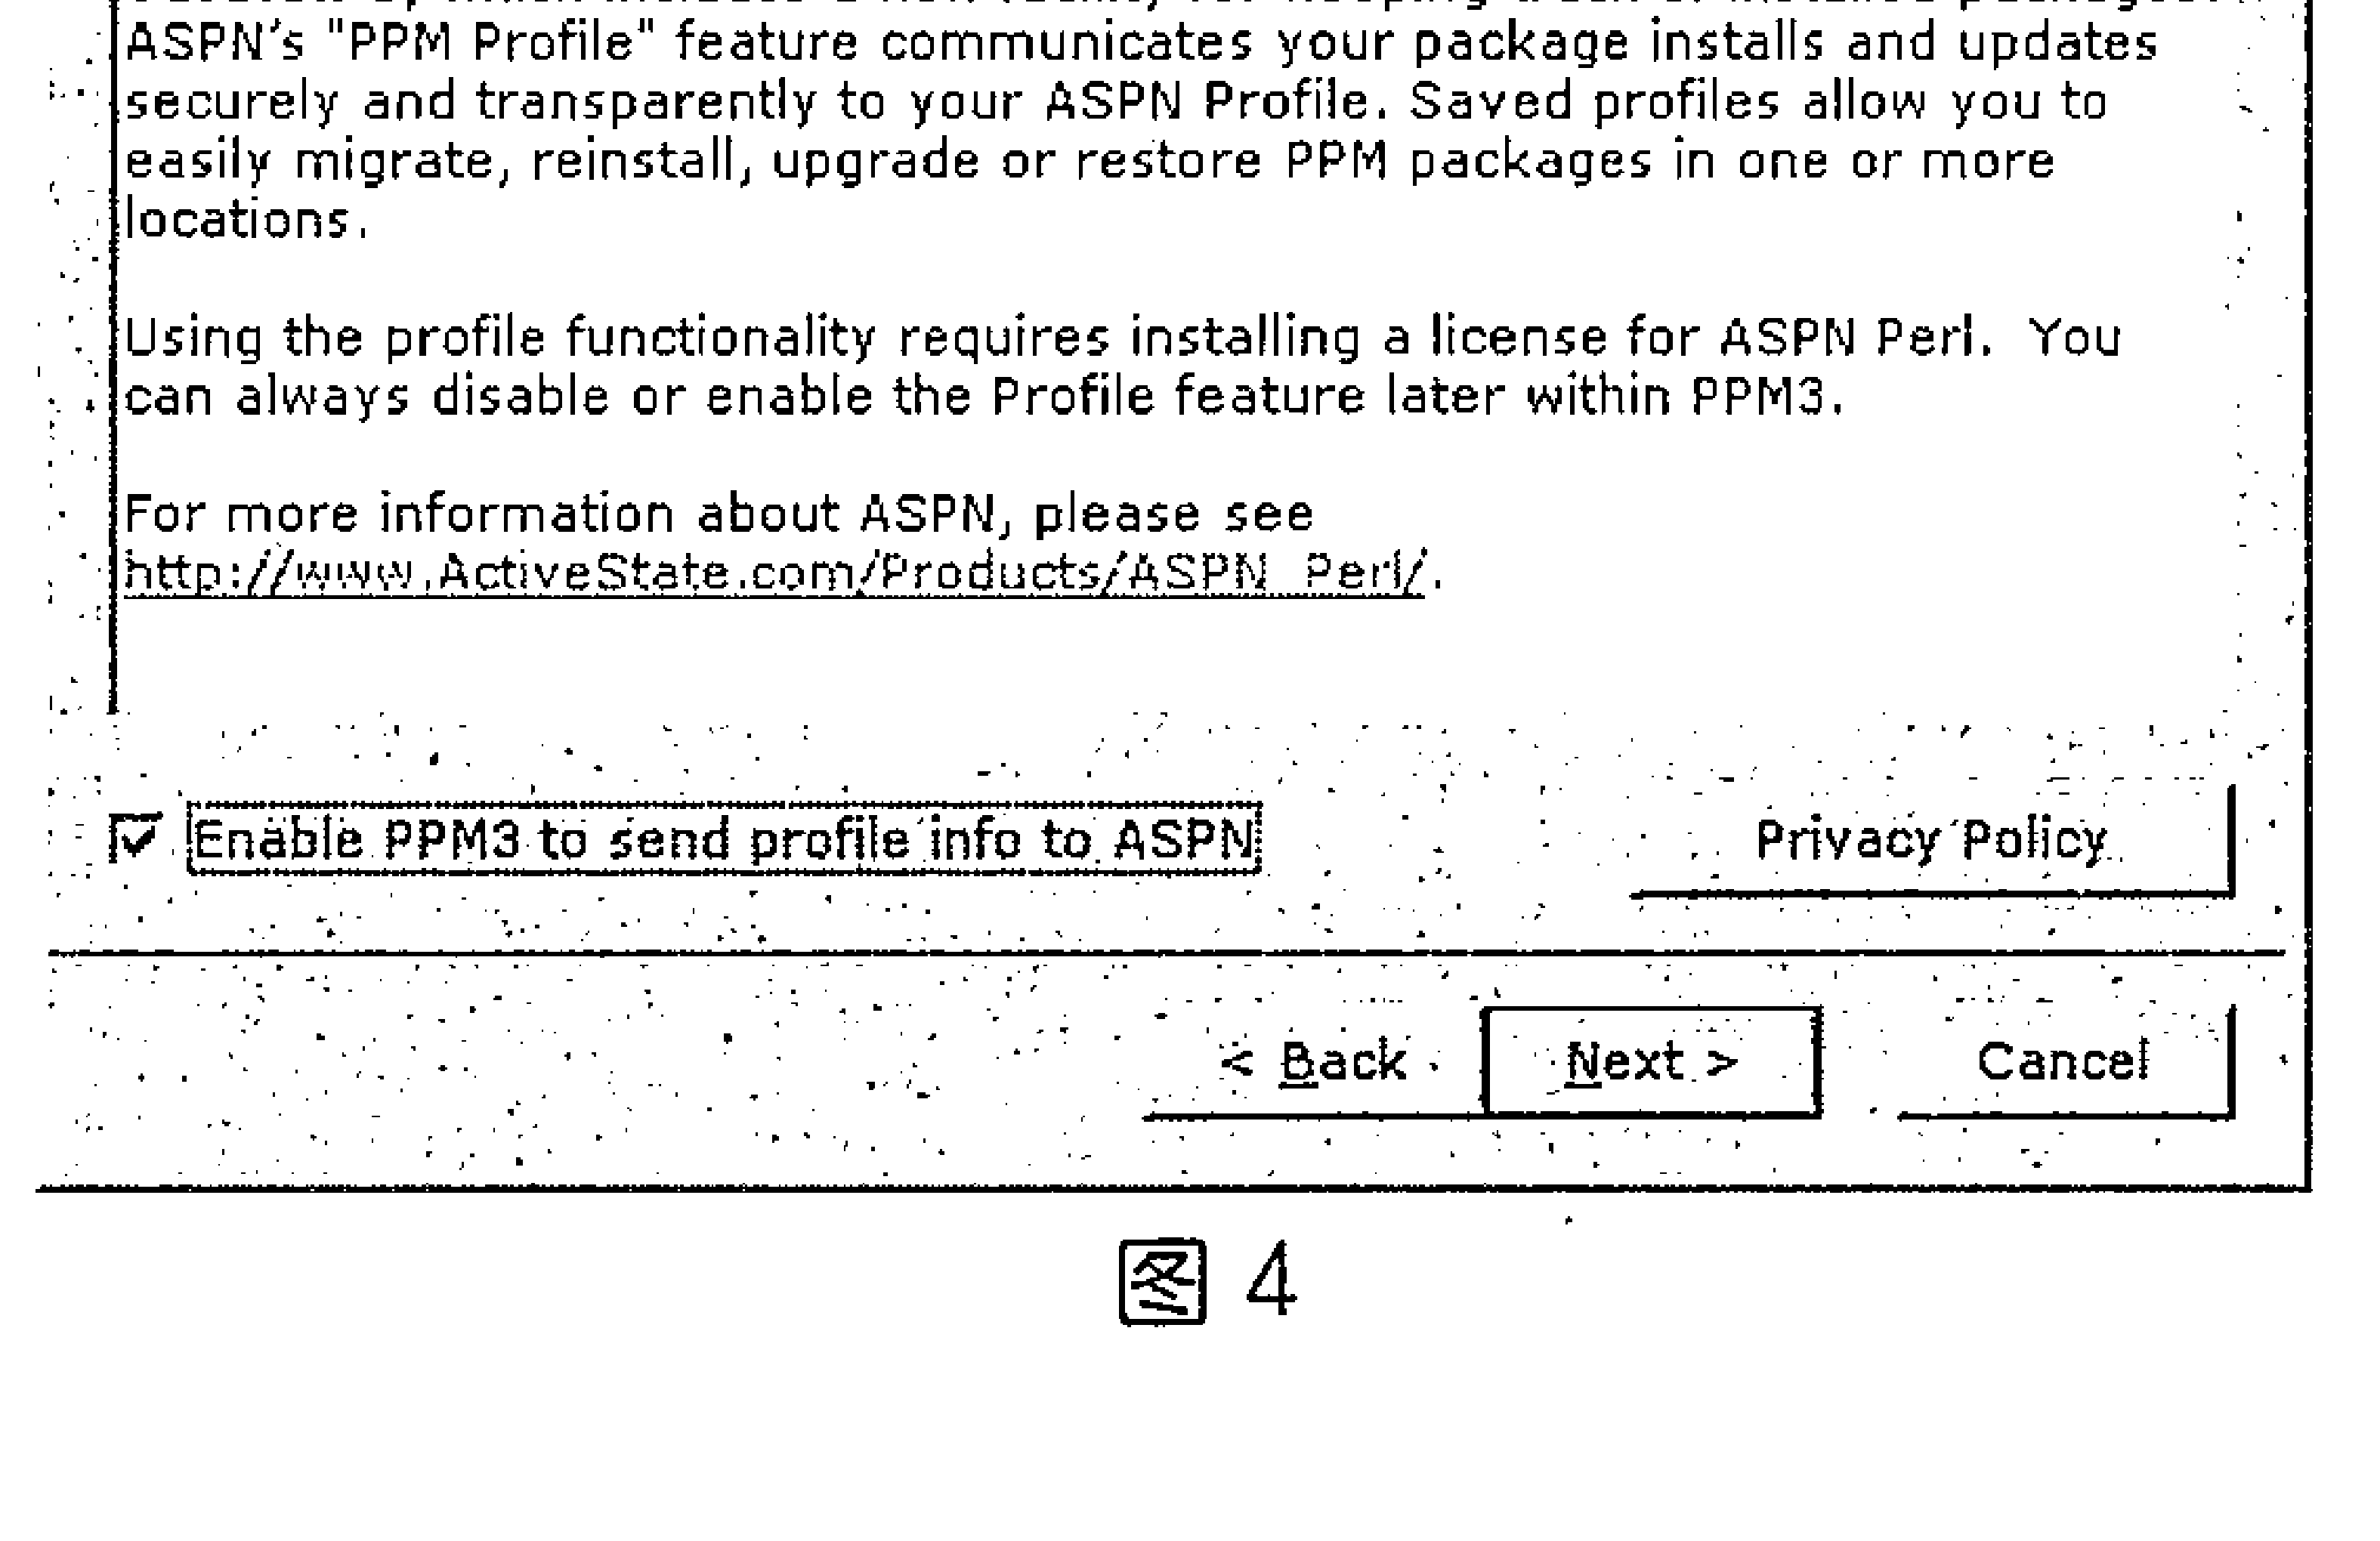 ASPN's "PPM Profile" feature communicates your package installs and updates
securely and transparently to your ASPN Profile. Saved profiles allow you to
easily migrate, reinstall, upgrade or restore PPM packages in one or more
locations.
Using the profile functionality requires installing a license for ASPN Perl.  You
can always disable or enable the Profile feature later within PPM3.
For more information about ASPN, please see
http://www.ActiveState.com/Products/ASPN_Perl/.
Enable PPM3 to send profile info to ASPN
Privacy Policy
< Back
Next >
Cancel
图 4